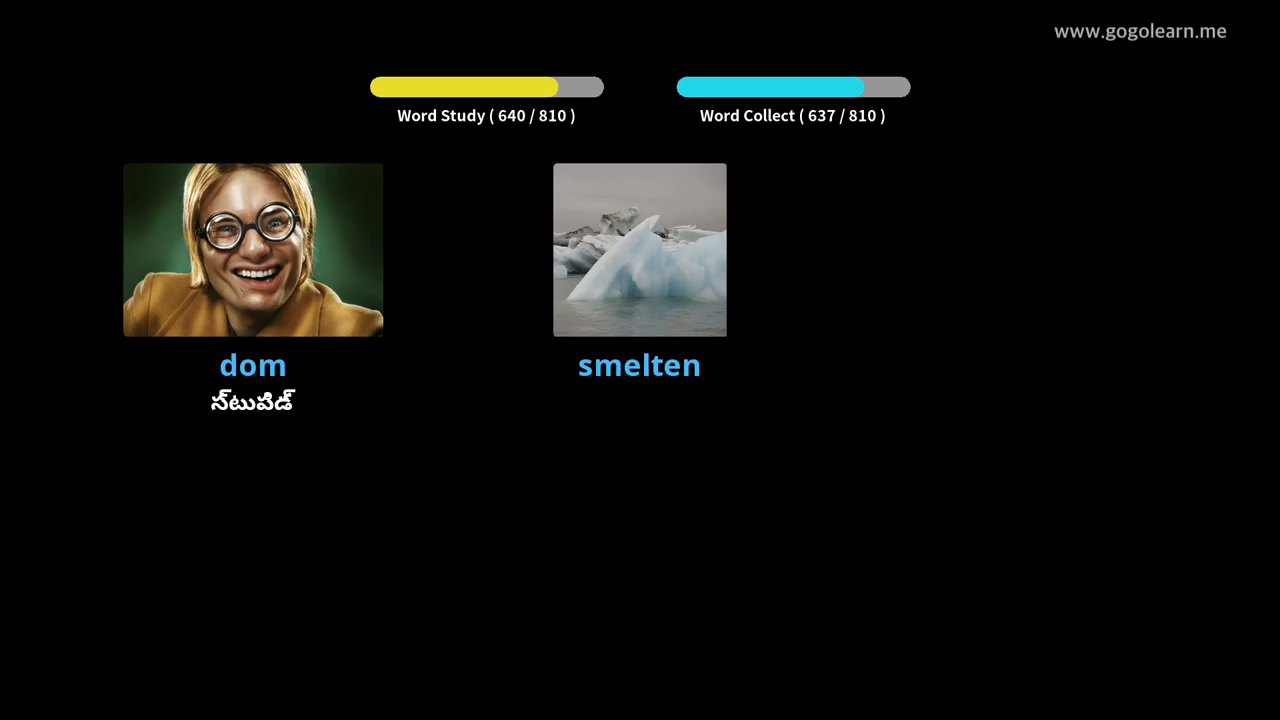 www.gogolearn.me
Word Study ( 640 / 810 )
Word Collect ( 637 / 810 )
dom
smelten
స్‌టుపిడ్